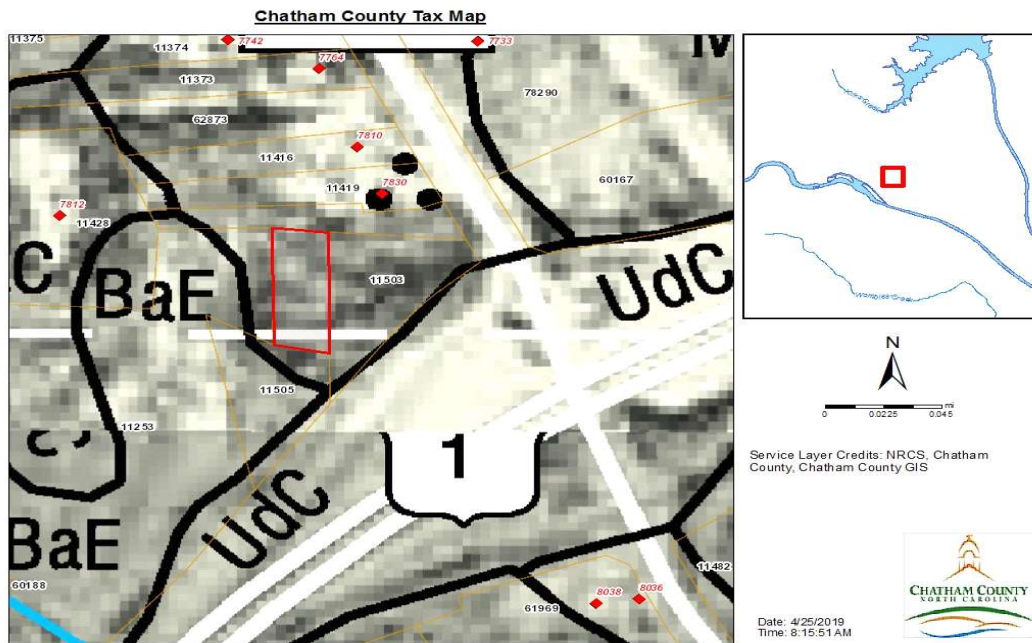 Chatham County Tax Map
11375
11374
7742
7733
7764
11373
78290
62873
7810
11416
11419
7830
60167
7812
11428
C
BaE
11503
UdC
11505
11253
1
UdC
BaE
60188
11482
8038
8036
61969
N
mi
0 0.0225 0.045
Service Layer Credits: NRCS, Chatham
County, Chatham County GIS
Date: 4/25/2019
Time: 8:15:51 AM
CHATHAM COUNTY
NORTH CAROLINA